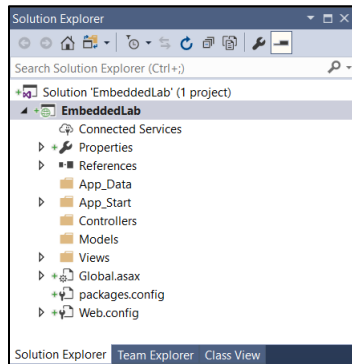 Solution Explorer
Search Solution Explorer (Ctrl+;)
Solution 'EmbeddedLab' (1 project)
EmbeddedLab
Connected Services
Properties
References
App_Data
App_Start
Controllers
Models
Views
Global.asax
packages.config
Web.config
Solution Explorer Team Explorer Class View